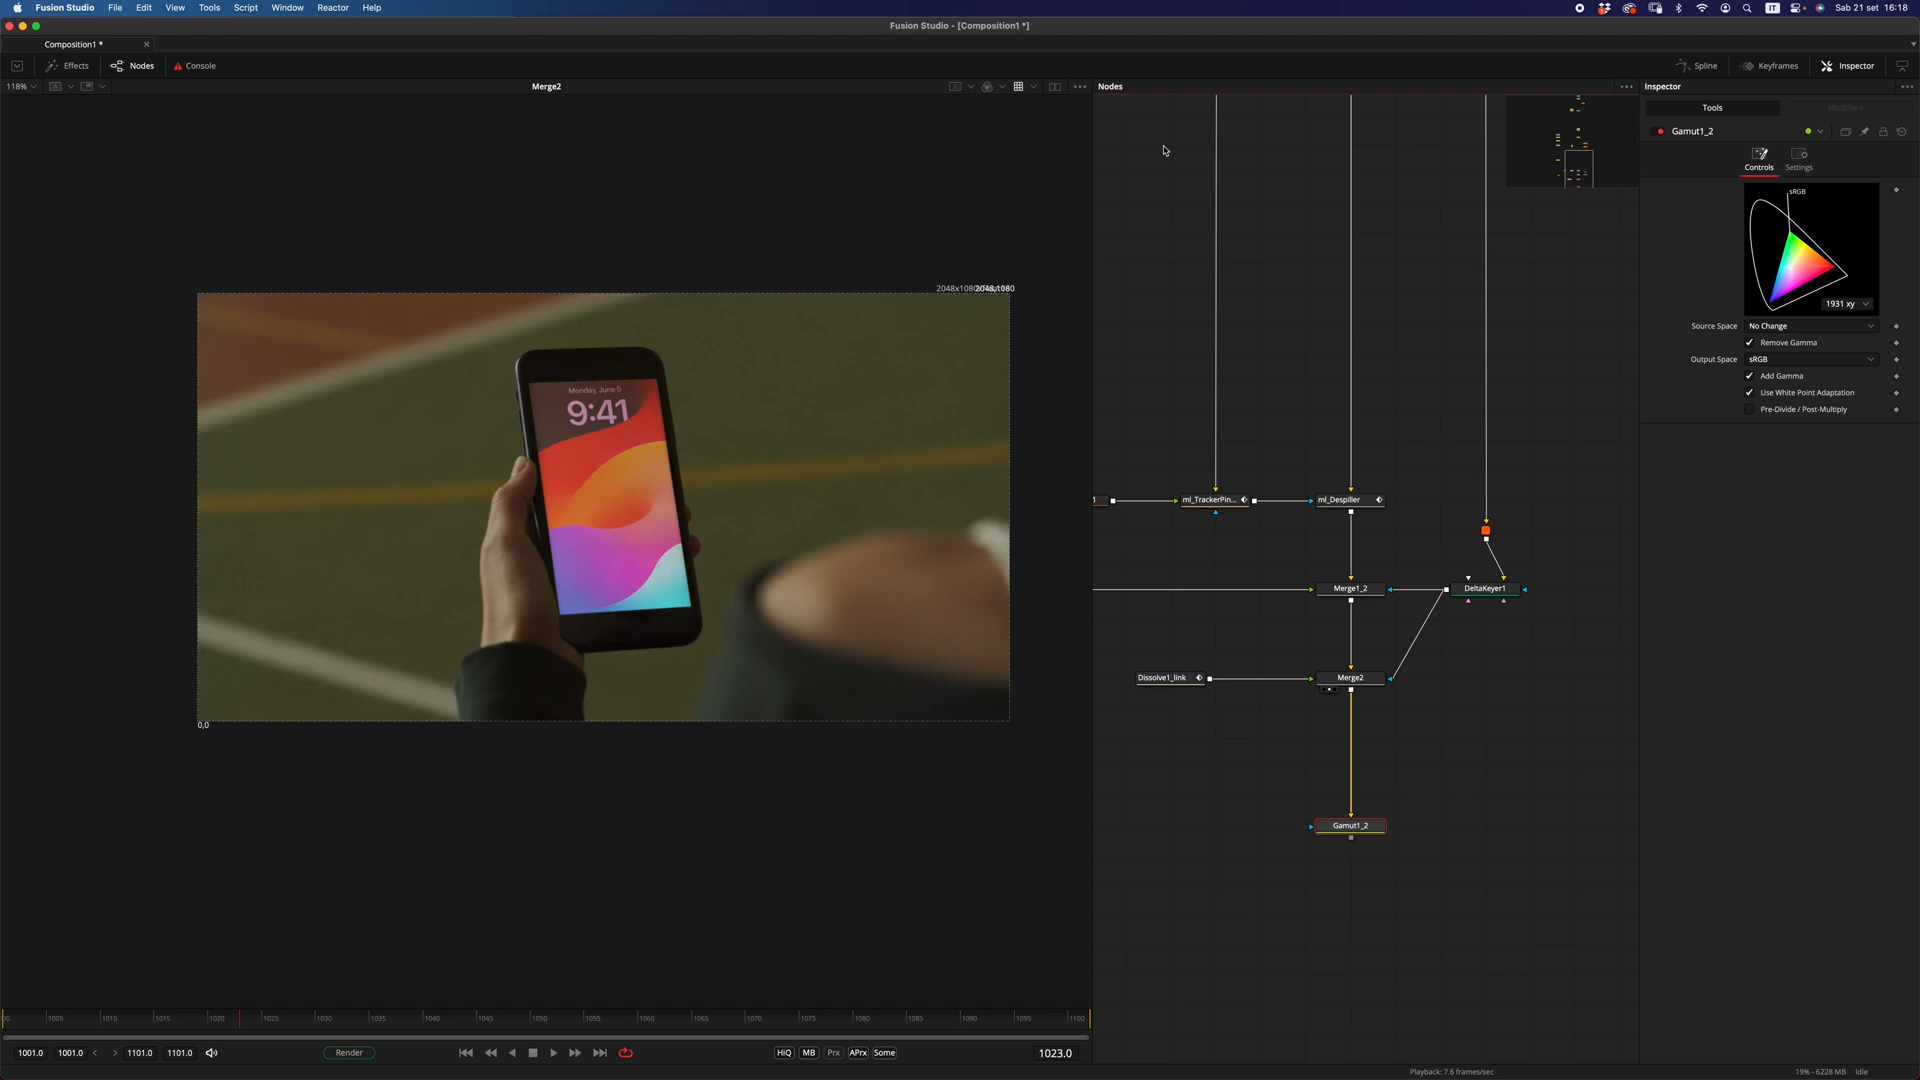 Fusion Studio File Edit View Tools Script Window Reactor Help
IT Sab 21 set 16:18
Fusion Studio - [Composition1 *]
Composition1 *
Effects Nodes Console
Spline Keyframes Inspector
118% A Merge2
Nodes
Inspector
Tools Modifiers
Gamut1_2
Controls Settings
sRGB
1931 xy
Source Space No Change
Remove Gamma
Output Space sRGB
Add Gamma
Use White Point Adaptation
Pre-Divide / Post-Multiply
0,0
Monday, June 5
9:41
1 ml_TrackerPin... ml_Despiller
Merge1_2 DeltaKeyer1
Dissolve1_link Merge2
Gamut1_2
1005 1010 1015 1020 1025 1030 1035 1040 1045 1050 1055 1060 1065 1070 1075 1080 1085 1090 1095 1100
1001.0 1001.0 1101.0 1101.0 Render HiQ MB Prx APrx Some 1023.0
Playback: 7.6 frames/sec 19% - 6228 MB Idle